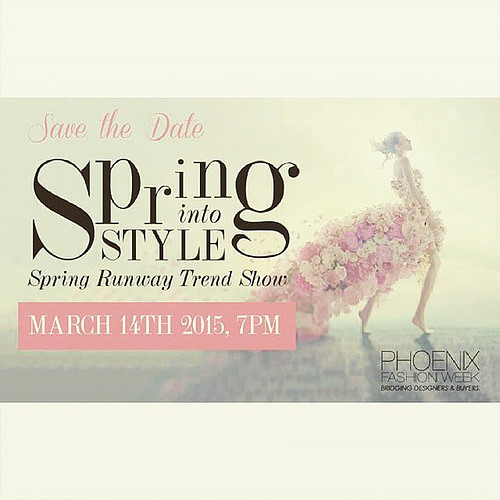 Save the Date
Spring
into
STYLE
Spring Runway Trend Show
MARCH 14TH 2015, 7PM
PHOENIX
FASHION WEEK
BRIDGING DESIGNERS & BUYERS.